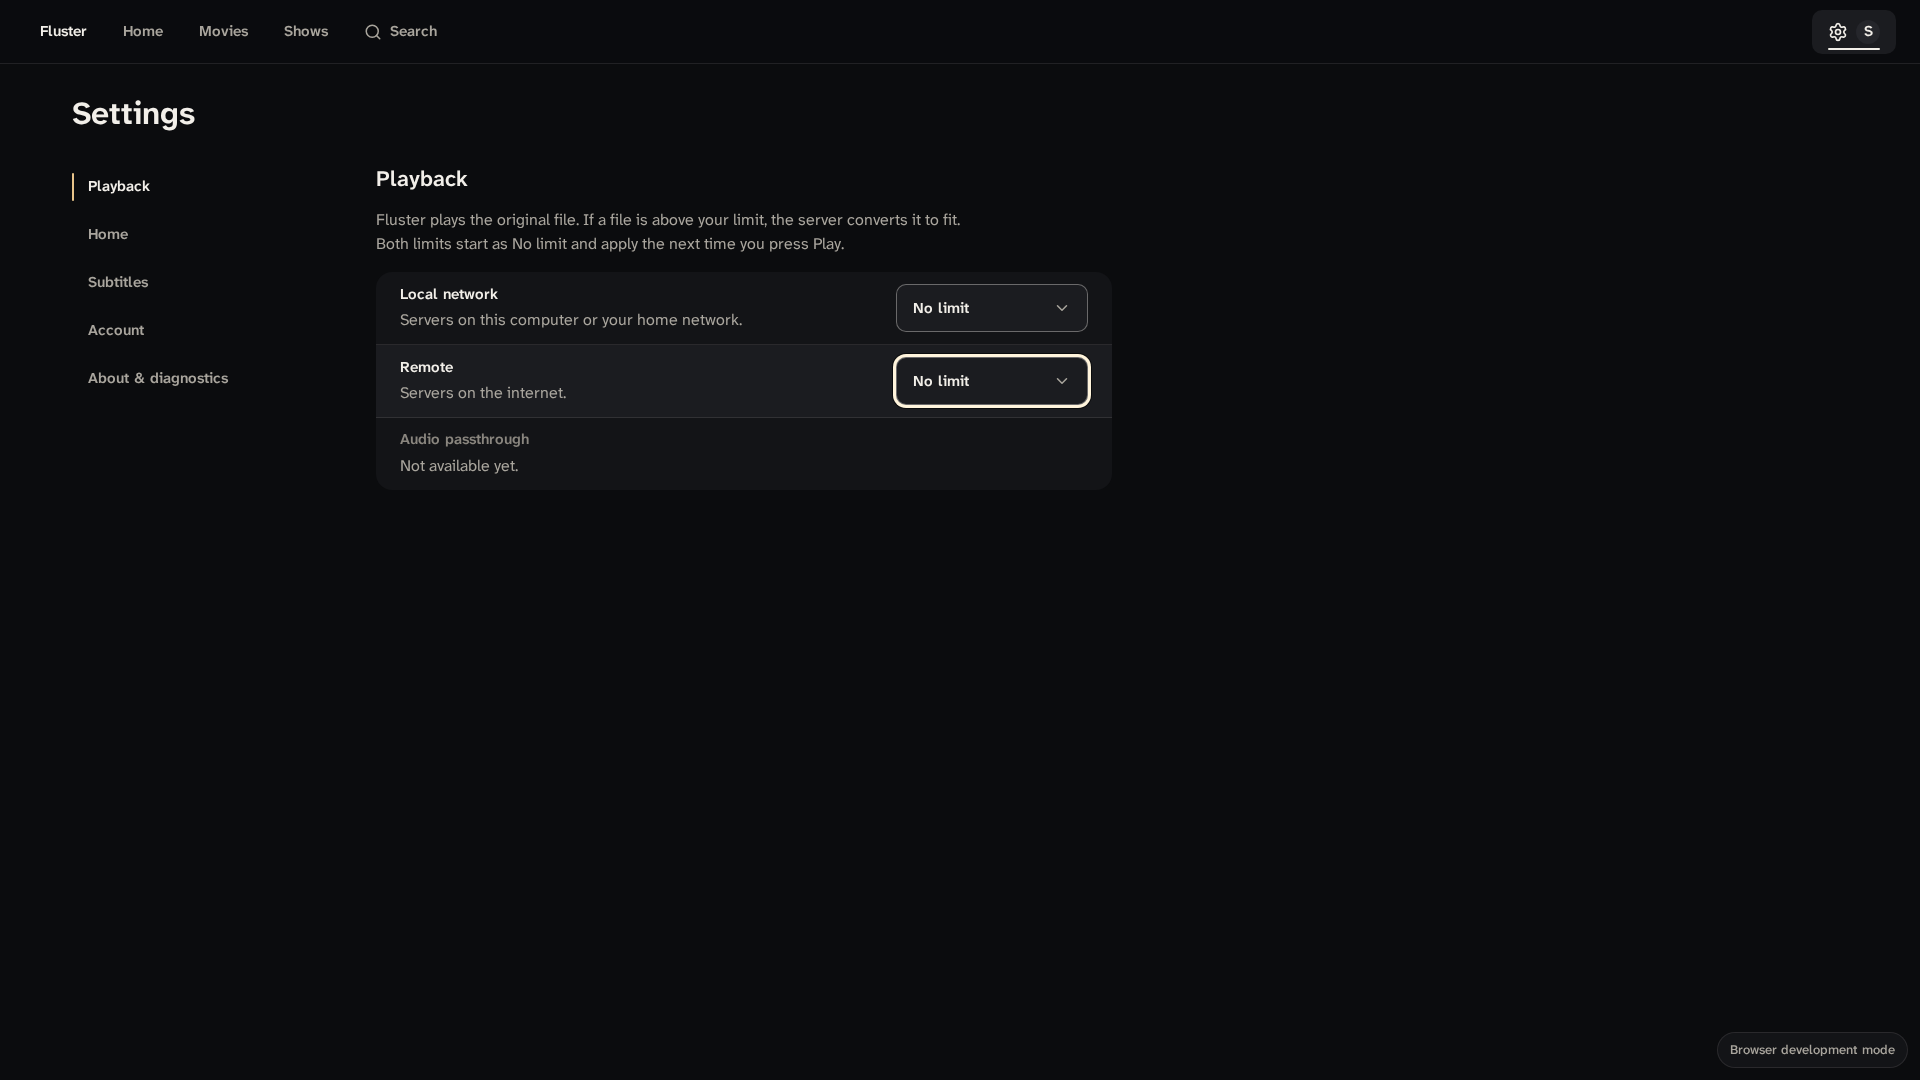 Fluster
Home
Movies
Shows
Search
S
Settings
Playback
Home
Subtitles
Account
About & diagnostics
Playback
Fluster plays the original file. If a file is above your limit, the server converts it to fit.
Both limits start as No limit and apply the next time you press Play.
Local network
Servers on this computer or your home network.
No limit
Remote
Servers on the internet.
No limit
Audio passthrough
Not available yet.
Browser development mode